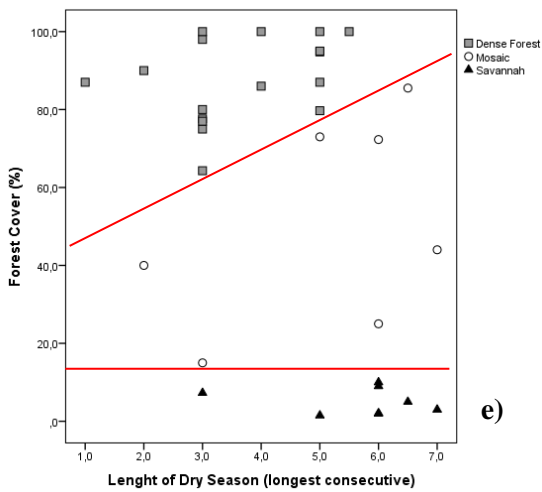 100,0
80,0
60,0
40,0
20,0
,0
Forest Cover (%)
1,0 2,0 3,0 4,0 5,0 6,0 7,0
Lenght of Dry Season (longest consecutive)
Dense Forest
Mosaic
Savannah
e)